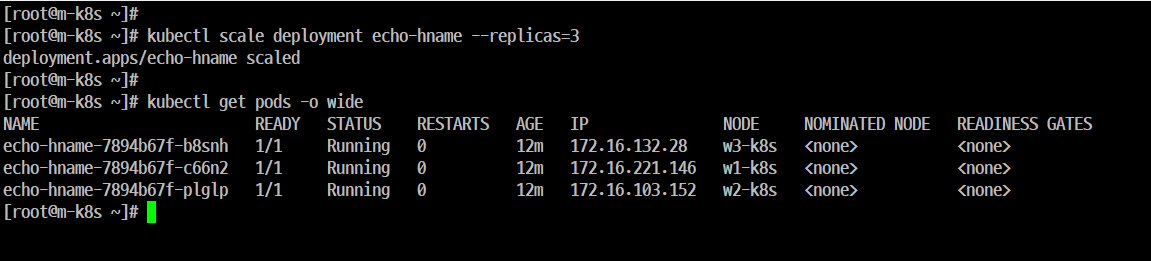 [root@m-k8s ~]#
[root@m-k8s ~]# kubectl scale deployment echo-hname --replicas=3
deployment.apps/echo-hname scaled
[root@m-k8s ~]#
[root@m-k8s ~]# kubectl get pods -o wide
NAME READY STATUS RESTARTS AGE IP NODE NOMINATED NODE READINESS GATES
echo-hname-7894b67f-b8snh 1/1 Running 0 12m 172.16.132.28 w3-k8s <none> <none>
echo-hname-7894b67f-c66n2 1/1 Running 0 12m 172.16.221.146 w1-k8s <none> <none>
echo-hname-7894b67f-plglp 1/1 Running 0 12m 172.16.103.152 w2-k8s <none> <none>
[root@m-k8s ~]#